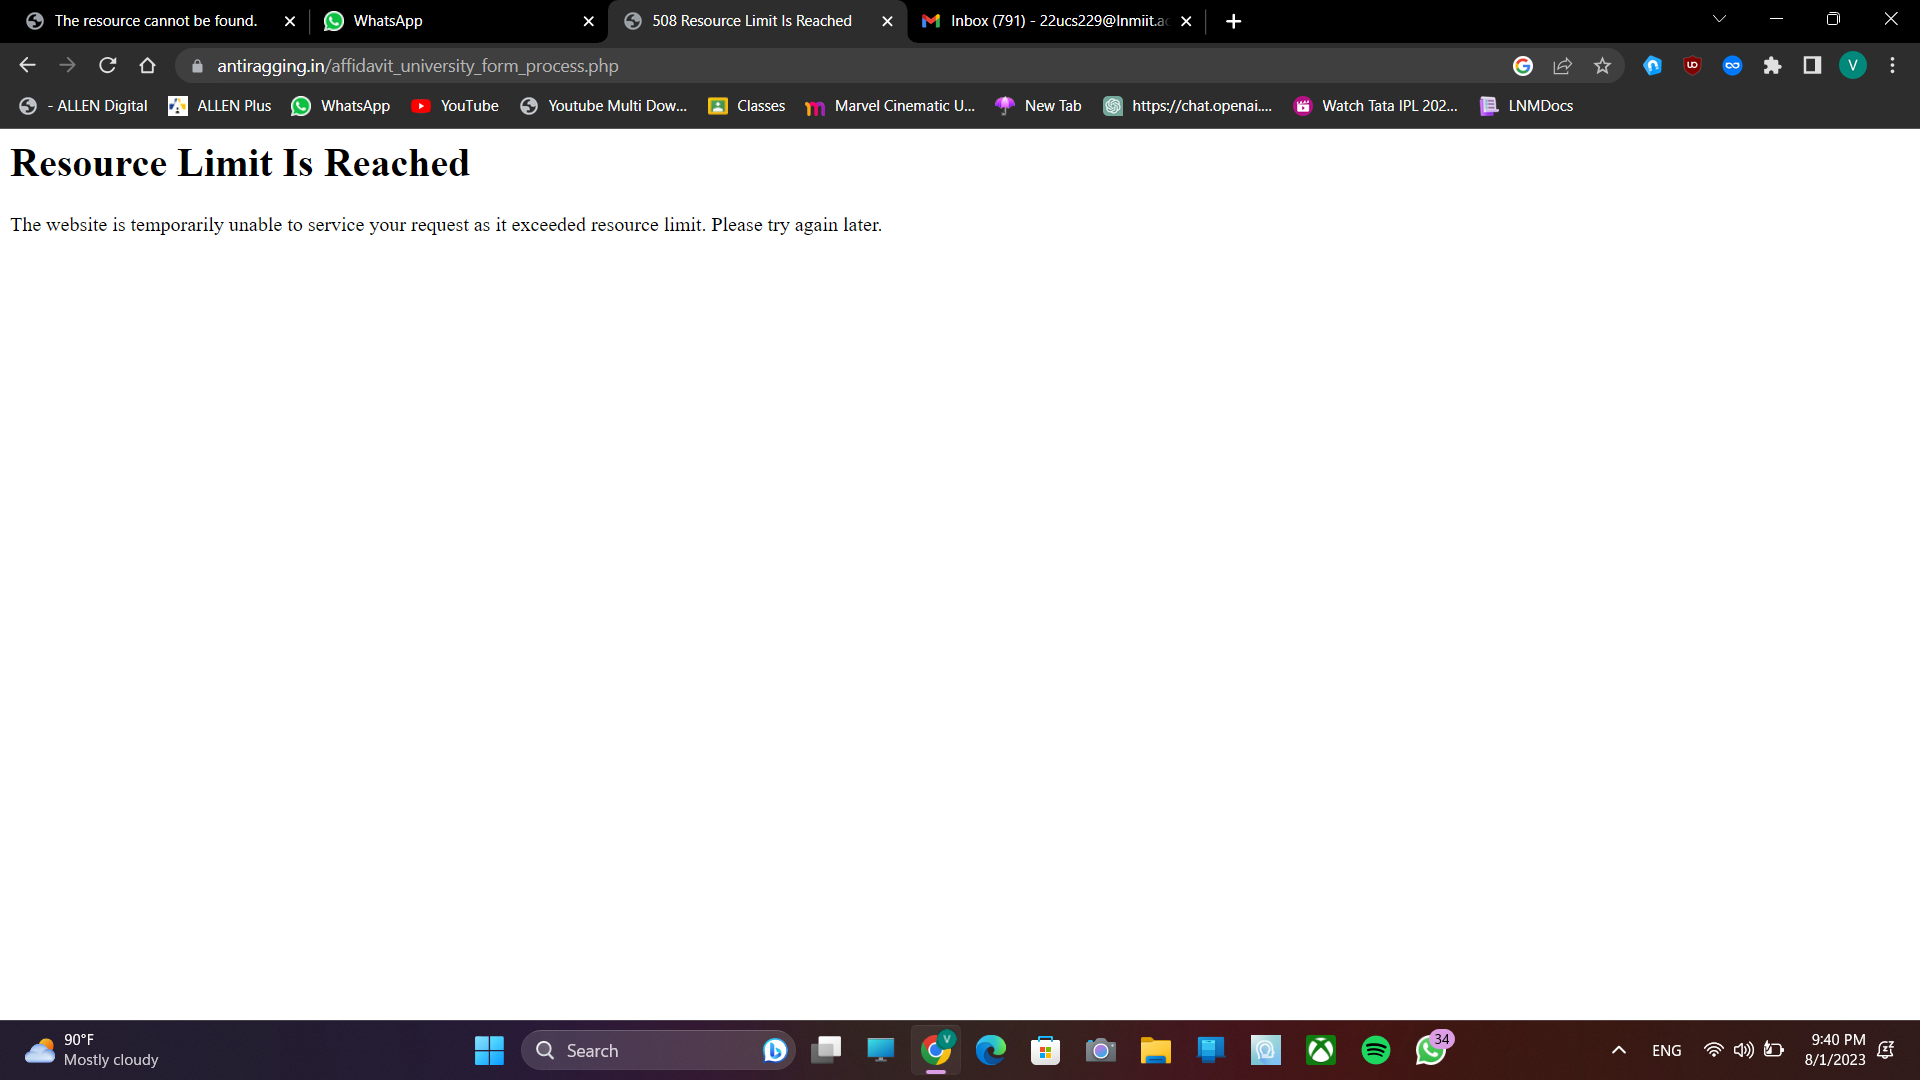 The resource cannot be found.
WhatsApp
508 Resource Limit Is Reached
Inbox (791) - 22ucs229@lnmiit.ac
antiragging.in/affidavit_university_form_process.php
V
- ALLEN Digital
ALLEN Plus
WhatsApp
YouTube
Youtube Multi Dow...
Classes
Marvel Cinematic U...
New Tab
https://chat.openai....
Watch Tata IPL 202...
LNMDocs
Resource Limit Is Reached
The website is temporarily unable to service your request as it exceeded resource limit. Please try again later.
90°F
Mostly cloudy
Search
V
34
ENG
9:40 PM
8/1/2023